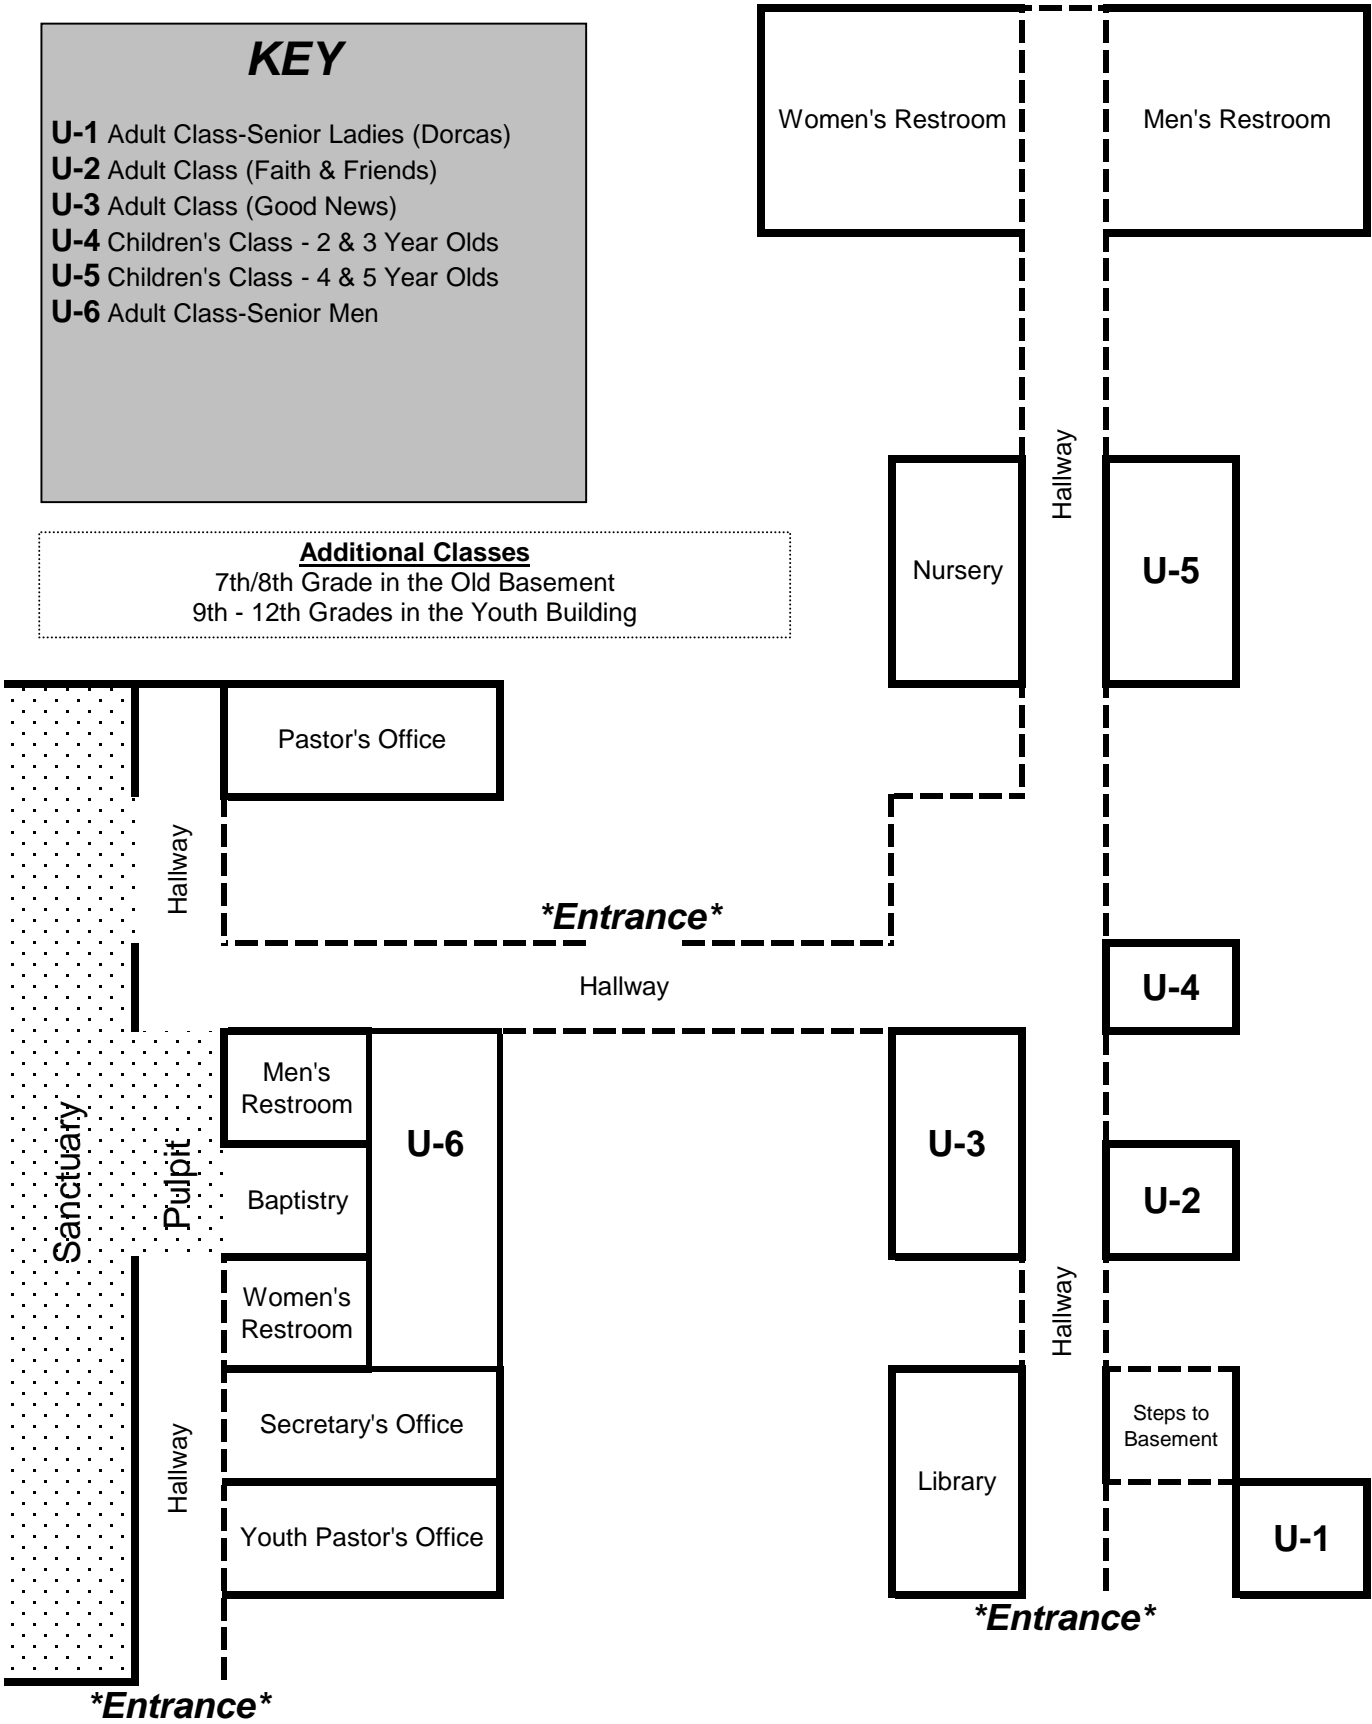 KEY
U-1 Adult Class-Senior Ladies (Dorcas)
U-2 Adult Class (Faith & Friends)
U-3 Adult Class (Good News)
U-4 Children's Class - 2 & 3 Year Olds
U-5 Children's Class - 4 & 5 Year Olds
U-6 Adult Class-Senior Men
Women's Restroom
Men's Restroom
Hallway
Additional Classes
7th/8th Grade in the Old Basement
9th - 12th Grades in the Youth Building
Nursery
U-5
Pastor's Office
Hallway
*Entrance*
Hallway
U-4
Men's
Restroom
U-6
U-3
Sanctuary
Pulpit
Baptistry
U-2
Women's
Restroom
Hallway
Secretary's Office
Steps to
Basement
Hallway
Library
Youth Pastor's Office
U-1
*Entrance*
*Entrance*